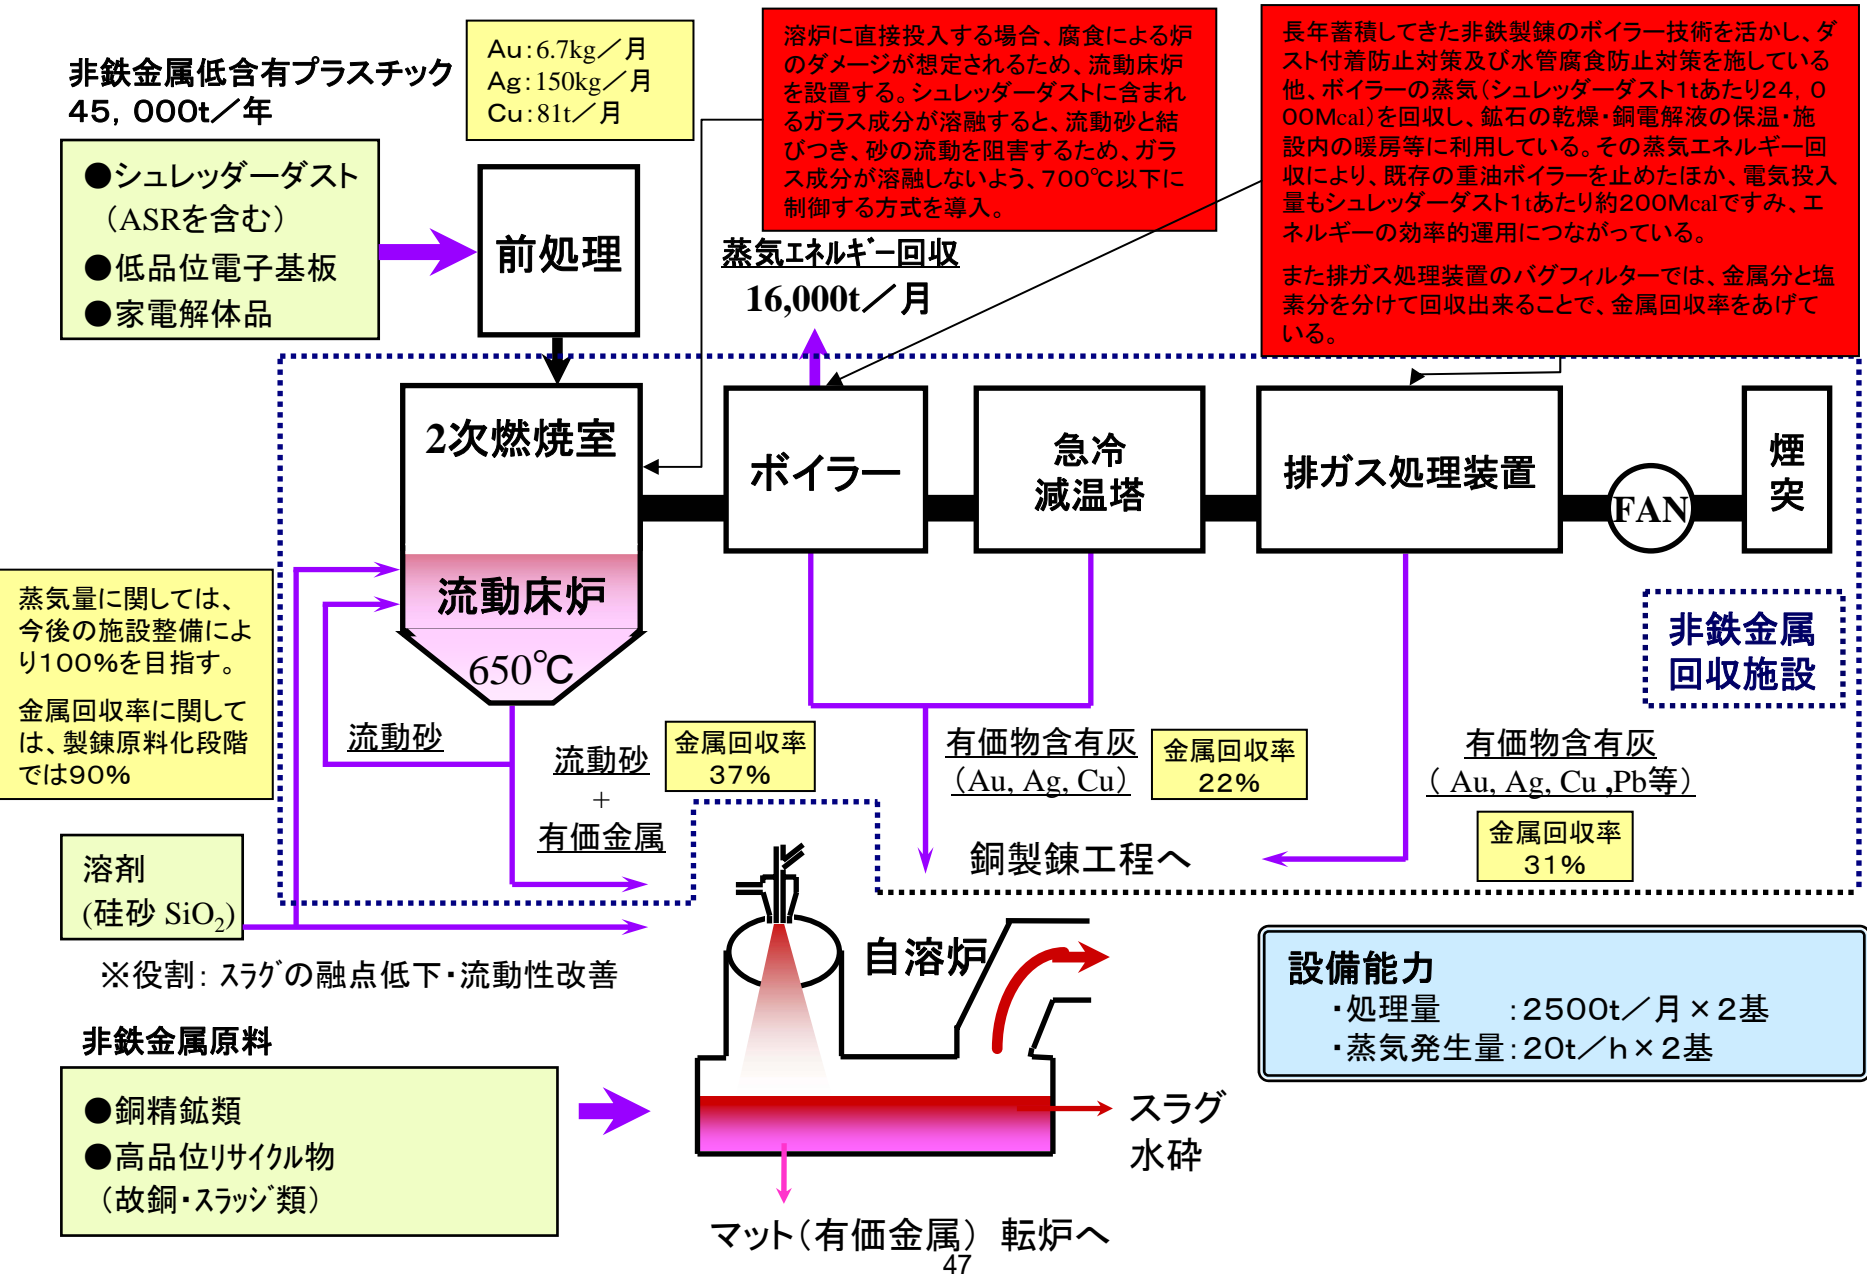 非鉄金属低含有プラスチック
45，000t／年
●シュレッダーダスト
（ASRを含む）
●低品位電子基板
●家電解体品
Au：6.7kg／月
Ag：150kg／月
Cu：81t／月
前処理
溶炉に直接投入する場合、腐食による炉
のダメージが想定されるため、流動床炉
を設置する。シュレッダーダストに含まれ
るガラス成分が溶融すると、流動砂と結
びつき、砂の流動を阻害するため、ガラ
ス成分が溶融しないよう、700℃以下に
制御する方式を導入。
長年蓄積してきた非鉄製錬のボイラー技術を活かし、ダ
スト付着防止対策及び水管腐食防止対策を施している
他、ボイラーの蒸気（シュレッダーダスト1tあたり24，0
00Mcal）を回収し、鉱石の乾燥・銅電解液の保温・施
設内の暖房等に利用している。その蒸気エネルギー回
収により、既存の重油ボイラーを止めたほか、電気投入
量もシュレッダーダスト1tあたり約200Mcalですみ、エ
ネルギーの効率的運用につながっている。
また排ガス処理装置のバグフィルターでは、金属分と塩
素分を分けて回収出来ることで、金属回収率をあげて
いる。
蒸気ｴﾈﾙｷﾞｰ回収
16,000t／月
2次燃焼室
流動床炉
650℃
ボイラー
急冷
減温塔
排ガス処理装置
FAN
煙
突
非鉄金属
回収施設
蒸気量に関しては、
今後の施設整備によ
り100％を目指す。
金属回収率に関して
は、製錬原料化段階
では90％
流動砂
流動砂
+
有価金属
金属回収率
37％
有価物含有灰
（Au, Ag, Cu）
金属回収率
22％
有価物含有灰
（ Au, Ag, Cu ,Pb等）
金属回収率
31％
銅製錬工程へ
溶剤
(硅砂 SiO₂)
※役割：ｽﾗｸﾞの融点低下・流動性改善
自溶炉
非鉄金属原料
●銅精鉱類
●高品位ﾘｻｲｸﾙ物
（故銅・ｽﾗｯｼﾞ類）
設備能力
・処理量　　：2500t／月×2基
・蒸気発生量：20t／h×2基
スラグ
水砕
マット（有価金属） 転炉へ
47